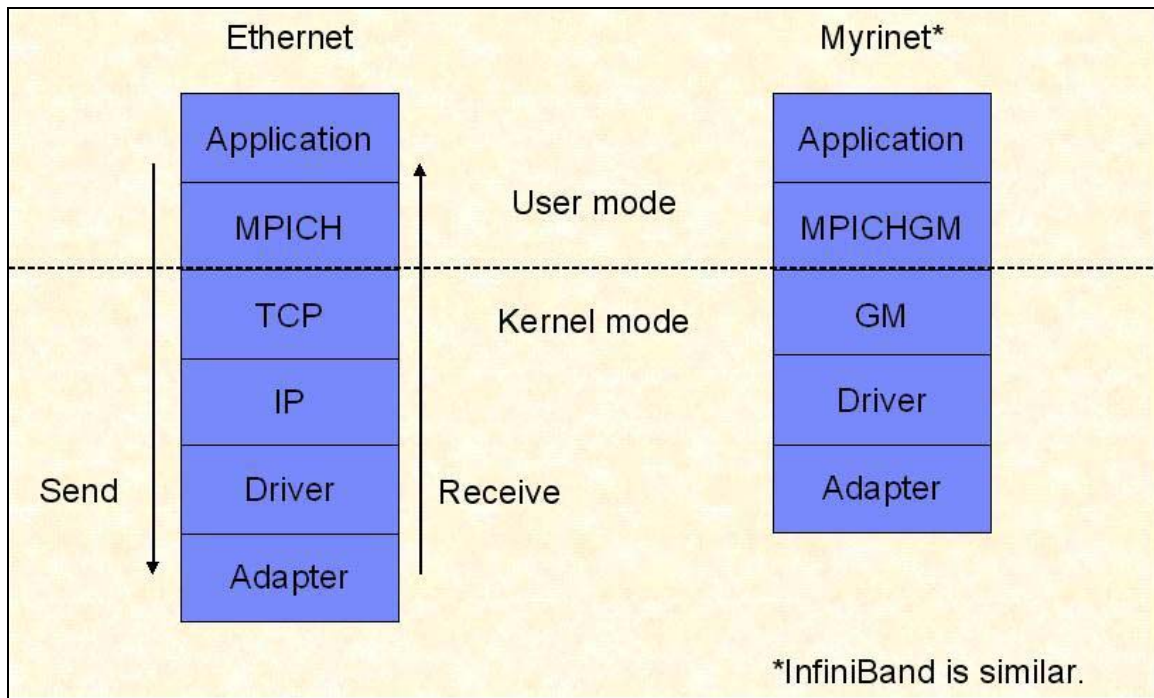 Ethernet
Myrinet*
Application
MPICH
TCP
IP
Driver
Adapter
Send
Receive
User mode
Kernel mode
Application
MPICHGM
GM
Driver
Adapter
*InfiniBand is similar.